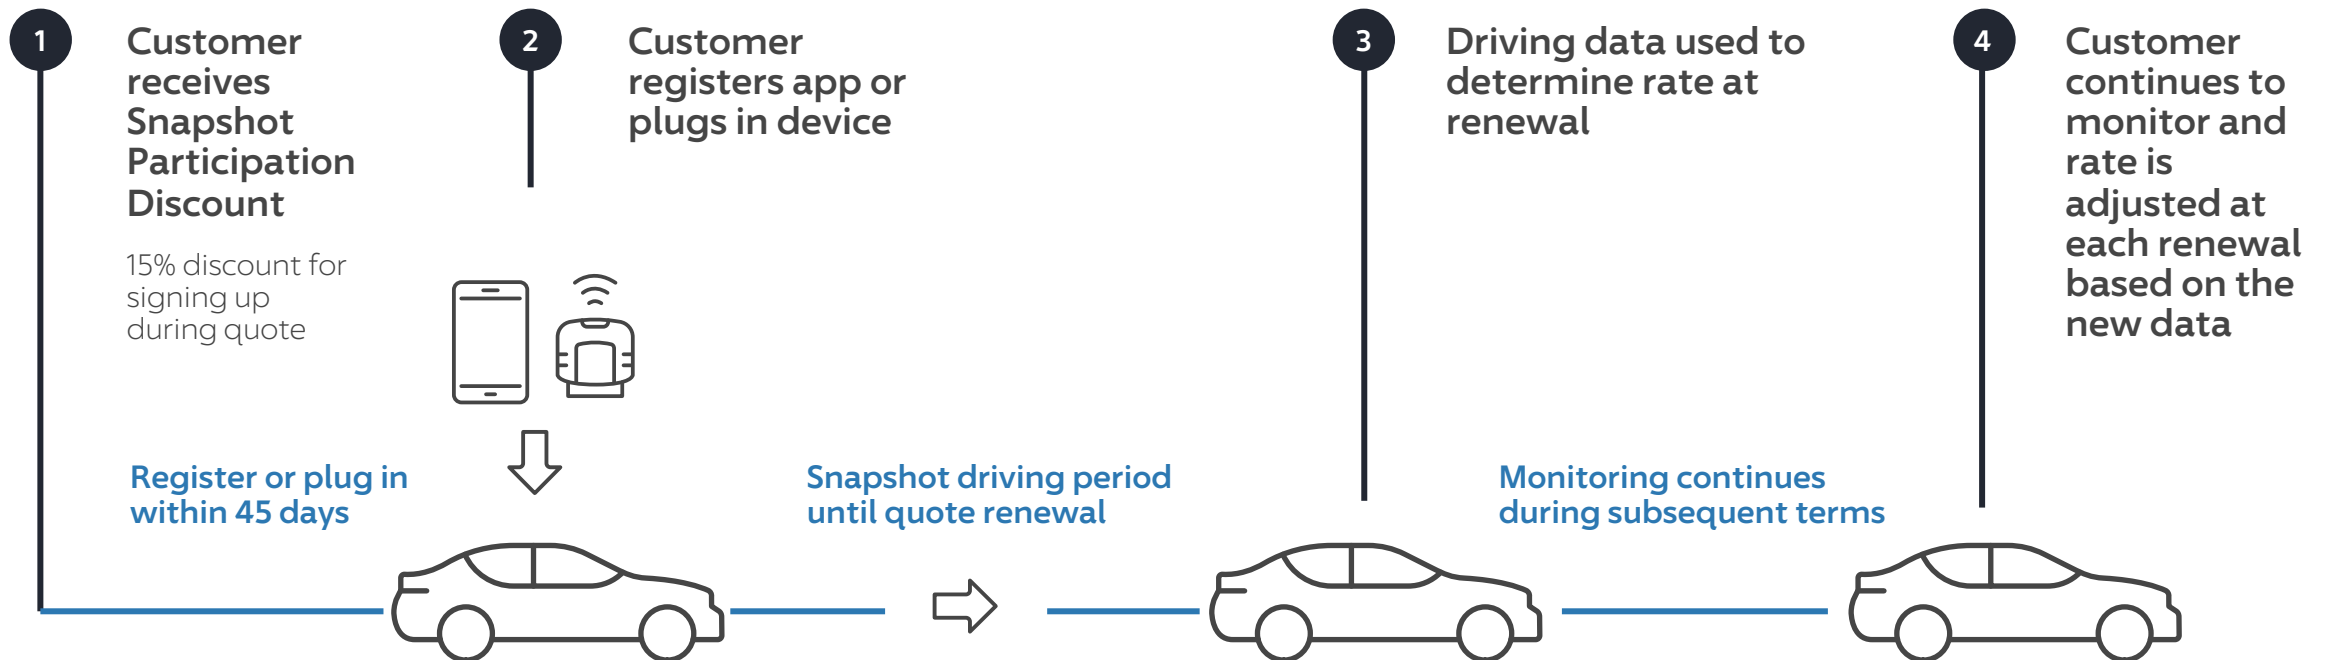 1
Customer
receives
Snapshot
Participation
Discount
15% discount for
signing up
during quote
Register or plug in
within 45 days
2
Customer
registers app or
plugs in device
Snapshot driving period
until quote renewal
3
Driving data used to
determine rate at
renewal
Monitoring continues
during subsequent terms
4
Customer
continues to
monitor and
rate is
adjusted at
each renewal
based on the
new data